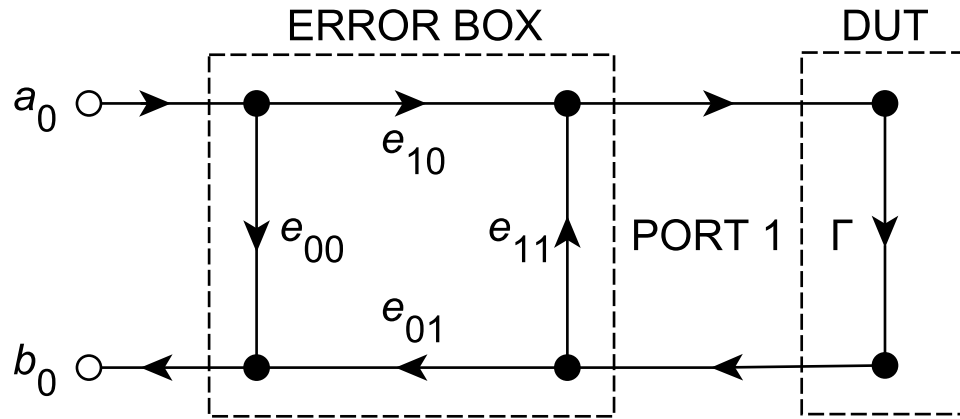 ERROR BOX
DUT
a0
e10
e00
e11
PORT 1
Γ
e01
b0